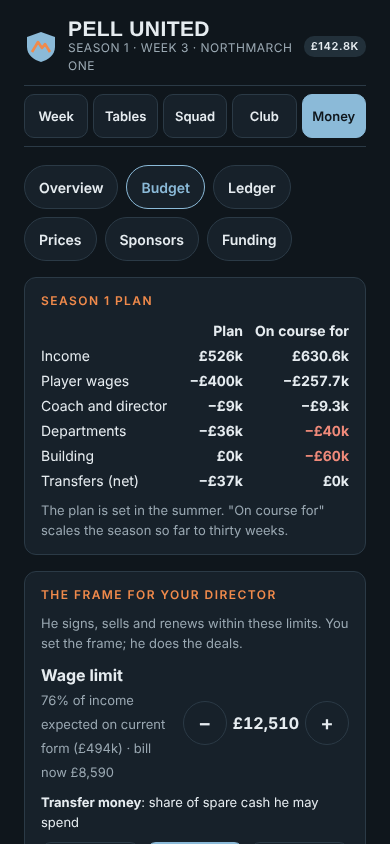 PELL UNITED
SEASON 1 · WEEK 3 · NORTHMARCH
ONE
£142.8K
Week Tables Squad Club Money
Overview Budget Ledger
Prices Sponsors Funding
SEASON 1 PLAN
Plan On course for
Income £526k £630.6k
Player wages −£400k −£257.7k
Coach and director −£9k −£9.3k
Departments −£36k −£40k
Building £0k −£60k
Transfers (net) −£37k £0k
The plan is set in the summer. "On course for"
scales the season so far to thirty weeks.
THE FRAME FOR YOUR DIRECTOR
He signs, sells and renews within these limits. You
set the frame; he does the deals.
Wage limit
76% of income
expected on current
form (£494k) · bill
now £8,590
− £12,510 +
Transfer money: share of spare cash he may
spend